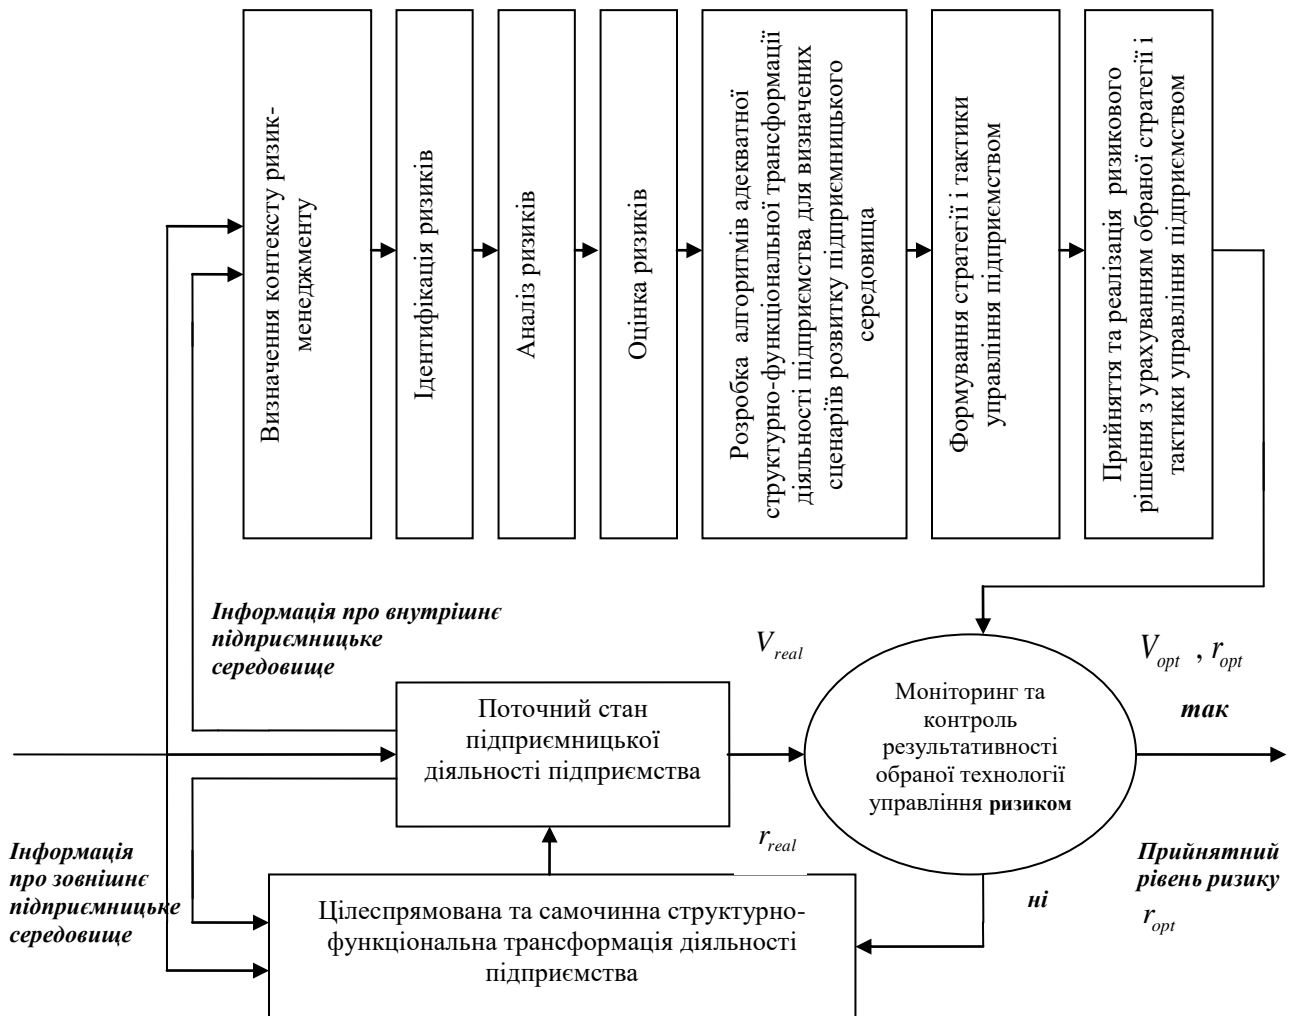 Визначення контексту ризик-
менеджменту
Ідентифікація ризиків
Аналіз ризиків
Оцінка ризиків
Розробка алгоритмів адекватної
структурно-функціональної трансформації
діяльності підприємства для визначених
сценаріїв розвитку підприємницького
середовища
Формування стратегії і тактики
управління підприємством
Прийняття та реалізація ризикового
рішення з урахуванням обраної стратегії і
тактики управління підприємством
Інформація про внутрішнє
підприємницьке
середовище
V_real
V_opt , r_opt
так
Поточний стан
підприємницької
діяльності підприємства
Моніторинг та
контроль
результативності
обраної технології
управління ризиком
r_real
Інформація
про зовнішнє
підприємницьке
середовище
Прийнятний
рівень ризику
r_opt
ні
Цілеспрямована та самочинна структурно-
функціональна трансформація діяльності
підприємства